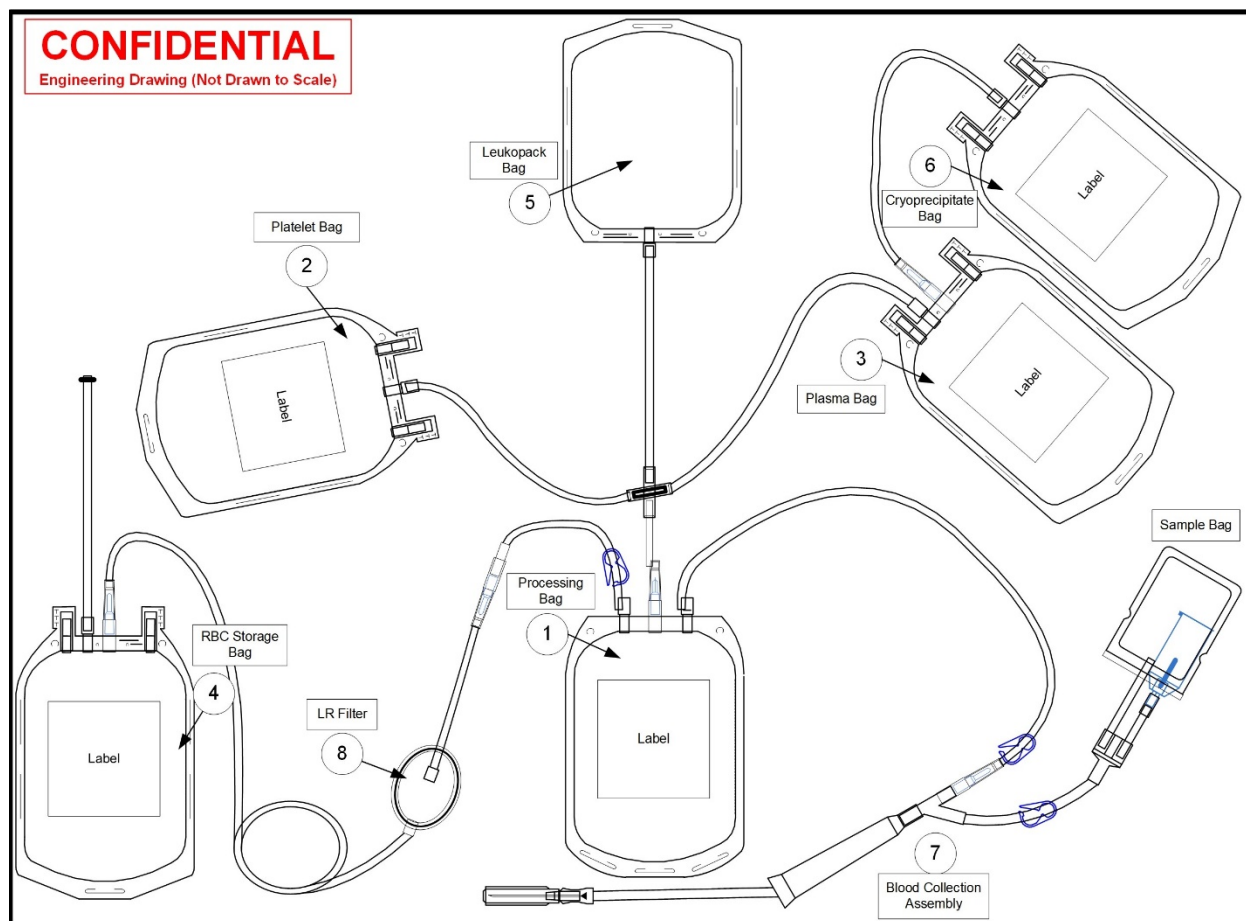 CONFIDENTIAL
Engineering Drawing (Not Drawn to Scale)
Leukopack
Bag
5
6
Cryoprecipitate
Bag
Label
Platelet Bag
2
Label
3
Plasma Bag
Label
Sample Bag
Processing
Bag
1
Label
RBC Storage
Bag
4
Label
LR Filter
8
7
Blood Collection
Assembly